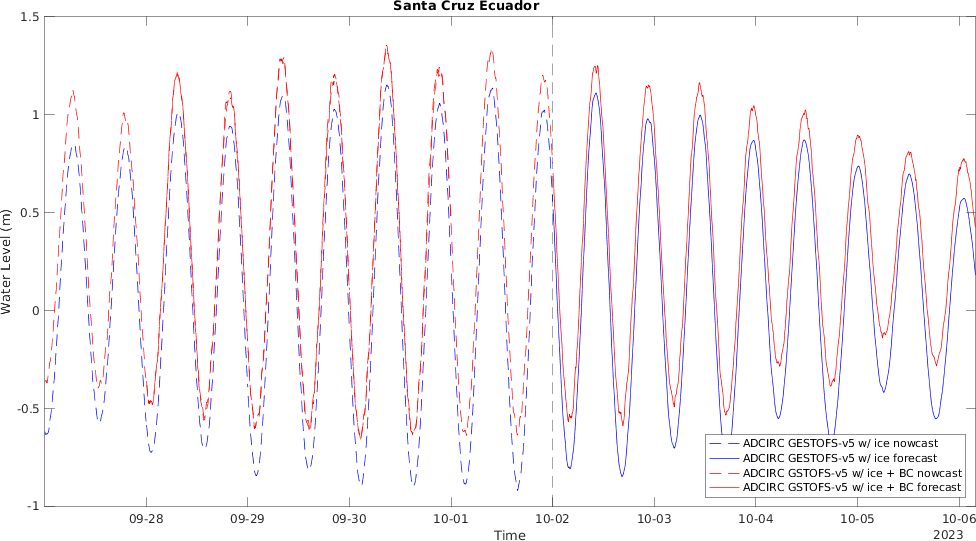 Santa Cruz Ecuador
1.5
1
0.5
0
-0.5
-1
Water Level (m)
ADCIRC GESTOFS-v5 w/ ice nowcast
ADCIRC GESTOFS-v5 w/ ice forecast
ADCIRC GSTOFS-v5 w/ ice + BC nowcast
ADCIRC GSTOFS-v5 w/ ice + BC forecast
09-28 09-29 09-30 10-01 10-02 10-03 10-04 10-05 10-06
Time
2023